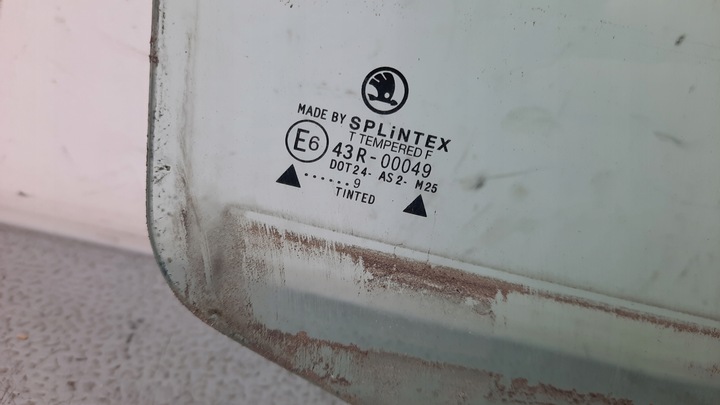 MADE BY SPLiNTEX
T TEMPERED F
E6 43R-00049
DOT24- AS2- M25
......9
TINTED